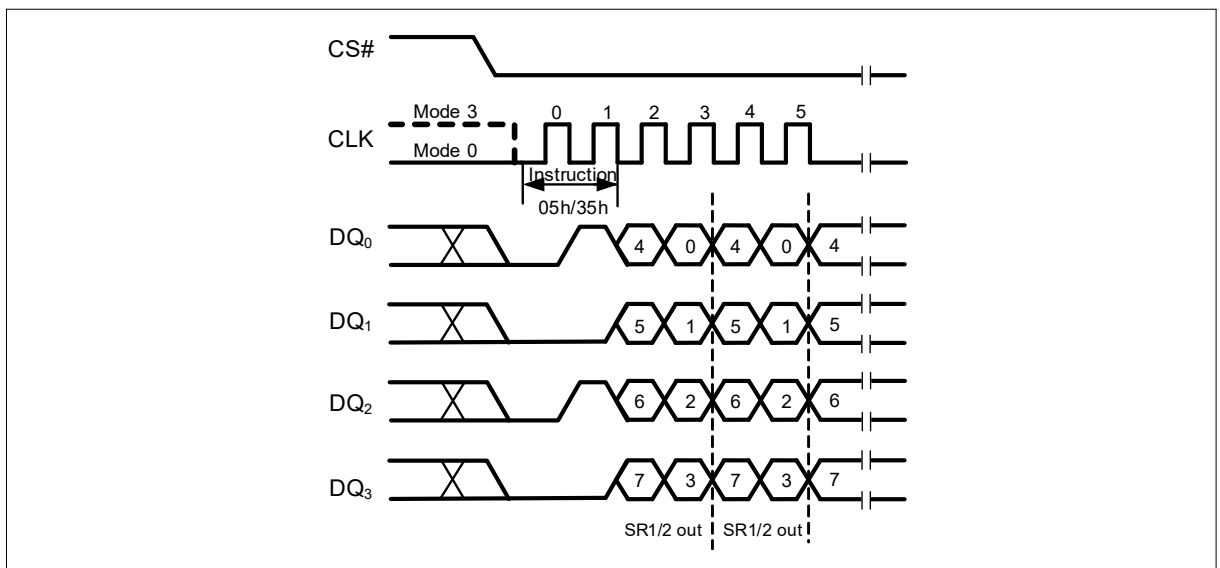 CS#
Mode 3 0 1 2 3 4 5
CLK
Mode 0
Instruction
05h/35h
DQ0 4 0 4 0 4
DQ1 5 1 5 1 5
DQ2 6 2 6 2 6
DQ3 7 3 7 3 7
SR1/2 out SR1/2 out